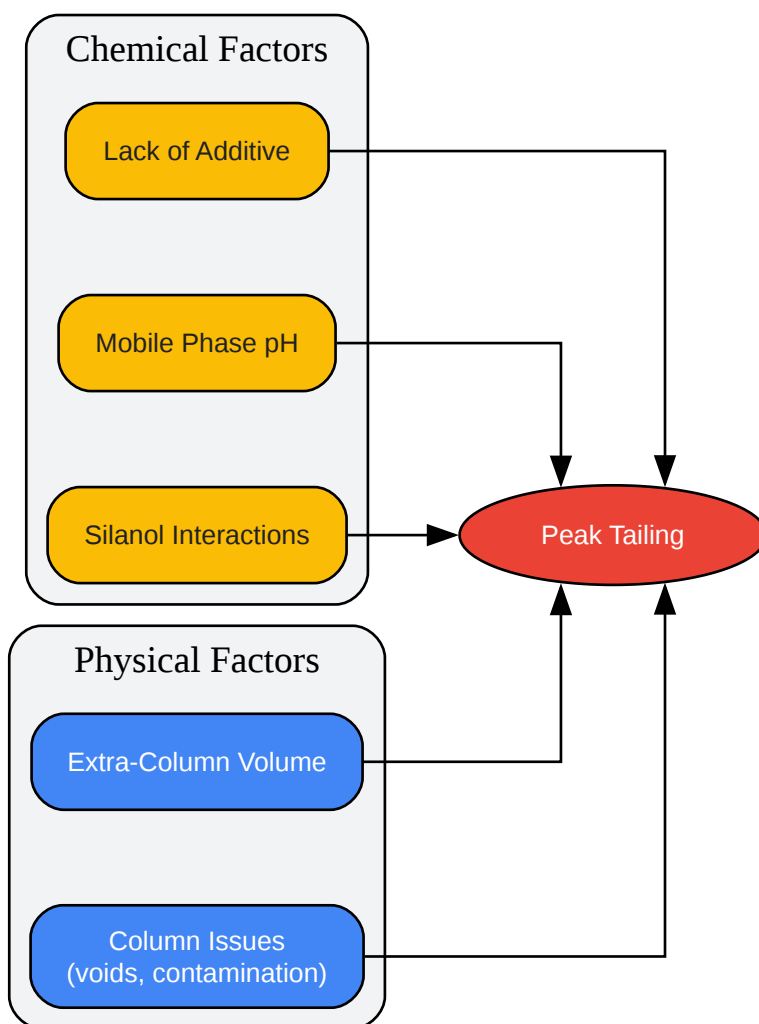 Chemical Factors
Lack of Additive
Mobile Phase pH
Silanol Interactions
Peak Tailing
Physical Factors
Extra-Column Volume
Column Issues
(voids, contamination)